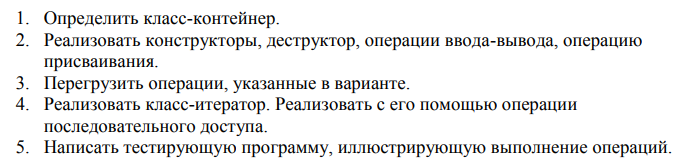 1. Определить класс-контейнер.
2. Реализовать конструкторы, деструктор, операции ввода-вывода, операцию
присваивания.
3. Перегрузить операции, указанные в варианте.
4. Реализовать класс-итератор. Реализовать с его помощью операции
последовательного доступа.
5. Написать тестирующую программу, иллюстрирующую выполнение операций.